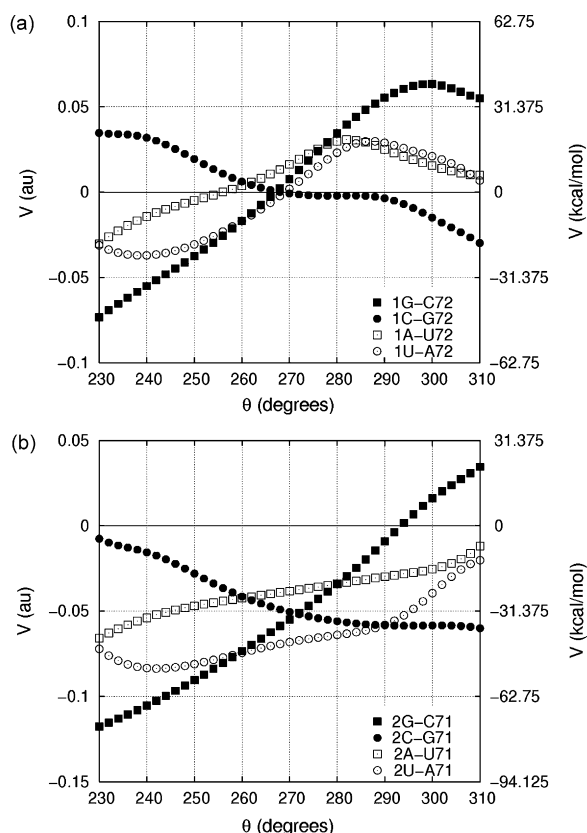 (a)
0.1
0.05
0
−0.05
−0.1
V (au)
62.75
31.375
0
−31.375
−62.75
V (kcal/mol)
1G−C72
1C−G72
1A−U72
1U−A72
230 240 250 260 270 280 290 300 310
θ (degrees)
(b)
0.05
0
−0.05
−0.1
−0.15
V (au)
31.375
0
−31.375
−62.75
−94.125
V (kcal/mol)
2G−C71
2C−G71
2A−U71
2U−A71
230 240 250 260 270 280 290 300 310
θ (degrees)